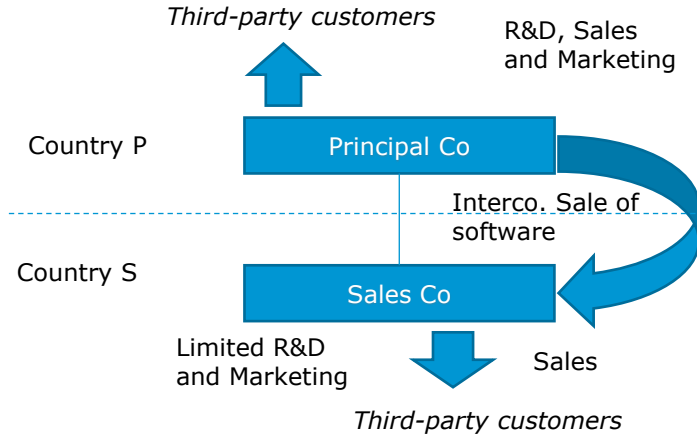 Third-party customers
R&D, Sales
and Marketing
Country P
Principal Co
Interco. Sale of
software
Country S
Sales Co
Limited R&D
and Marketing
Sales
Third-party customers